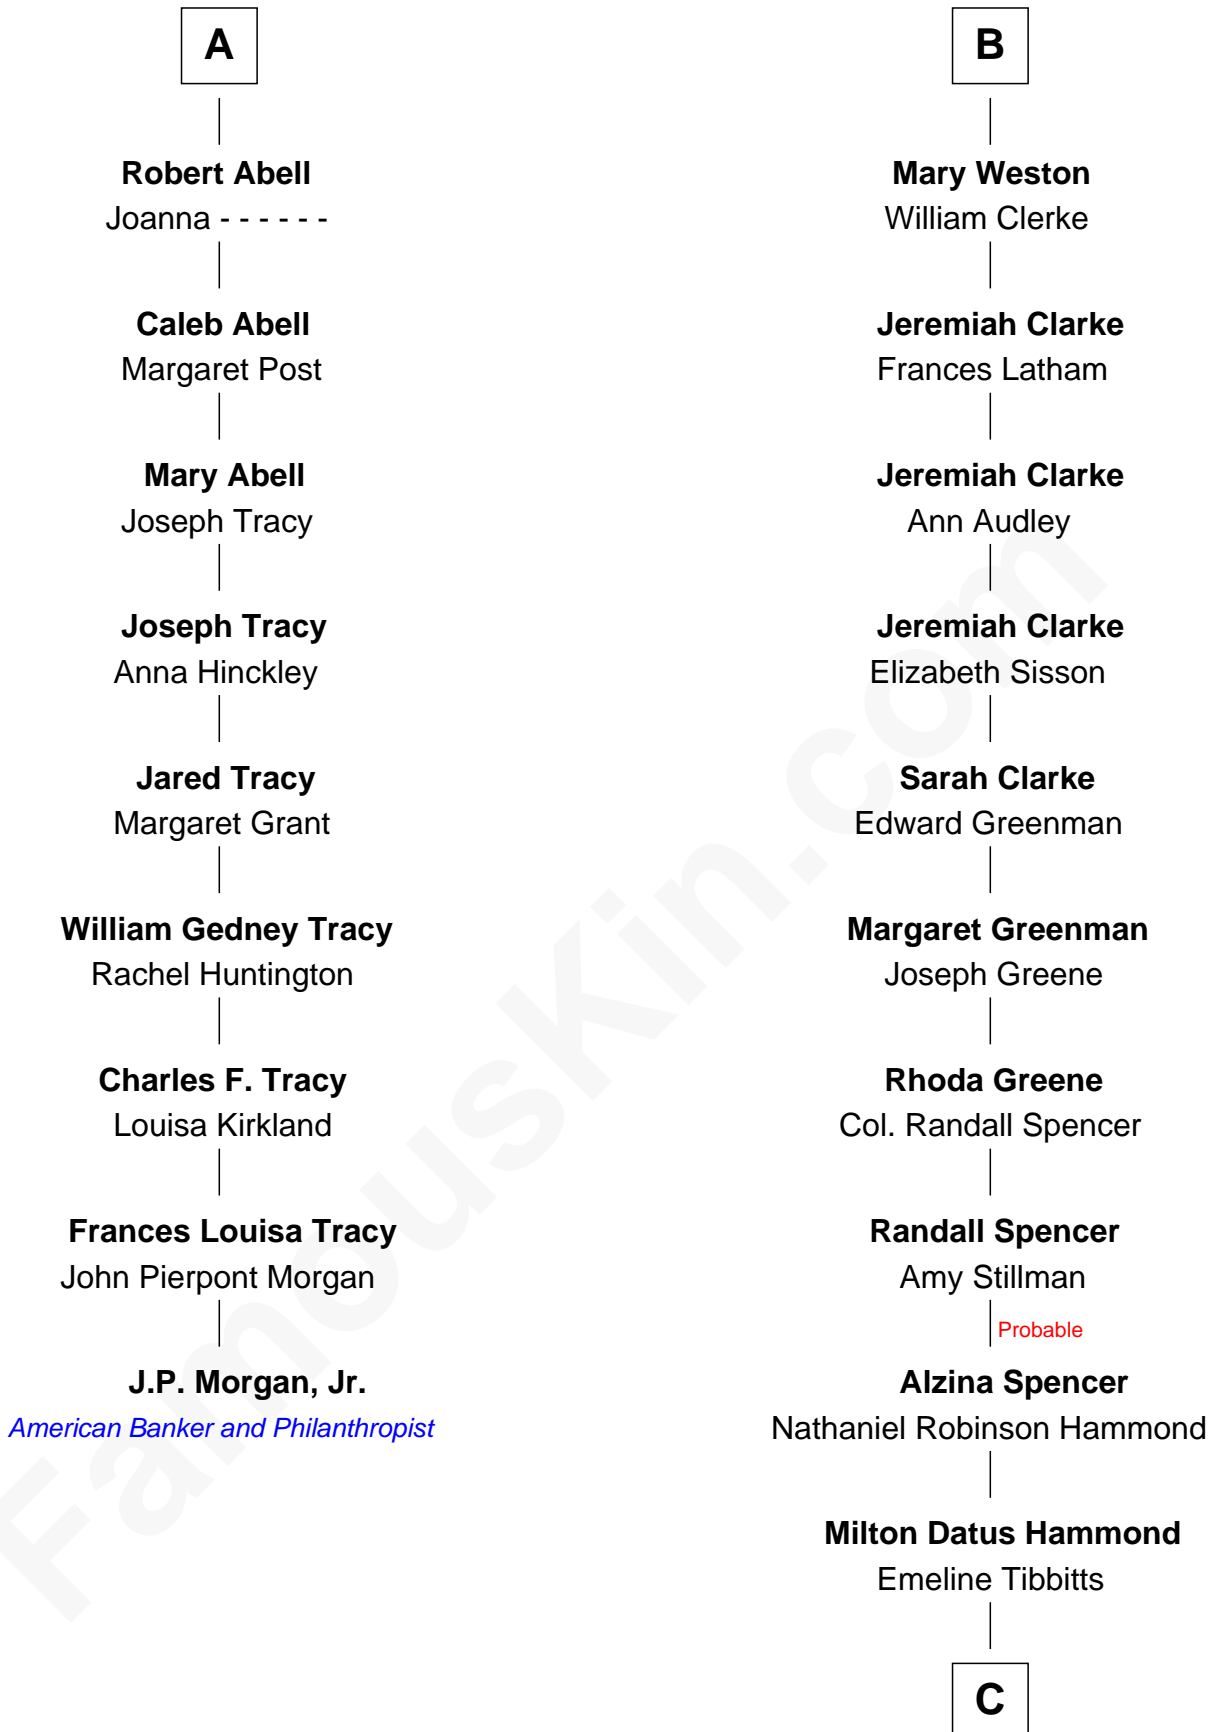 A
Robert Abell
Joanna - - - - - -
Caleb Abell
Margaret Post
Mary Abell
Joseph Tracy
Joseph Tracy
Anna Hinckley
Jared Tracy
Margaret Grant
William Gedney Tracy
Rachel Huntington
Charles F. Tracy
Louisa Kirkland
Frances Louisa Tracy
John Pierpont Morgan
J.P. Morgan, Jr.
American Banker and Philanthropist
B
Mary Weston
William Clerke
Jeremiah Clarke
Frances Latham
Jeremiah Clarke
Ann Audley
Jeremiah Clarke
Elizabeth Sisson
Sarah Clarke
Edward Greenman
Margaret Greenman
Joseph Greene
Rhoda Greene
Col. Randall Spencer
Randall Spencer
Amy Stillman
Probable
Alzina Spencer
Nathaniel Robinson Hammond
Milton Datus Hammond
Emeline Tibbitts
C
FamousKin.com